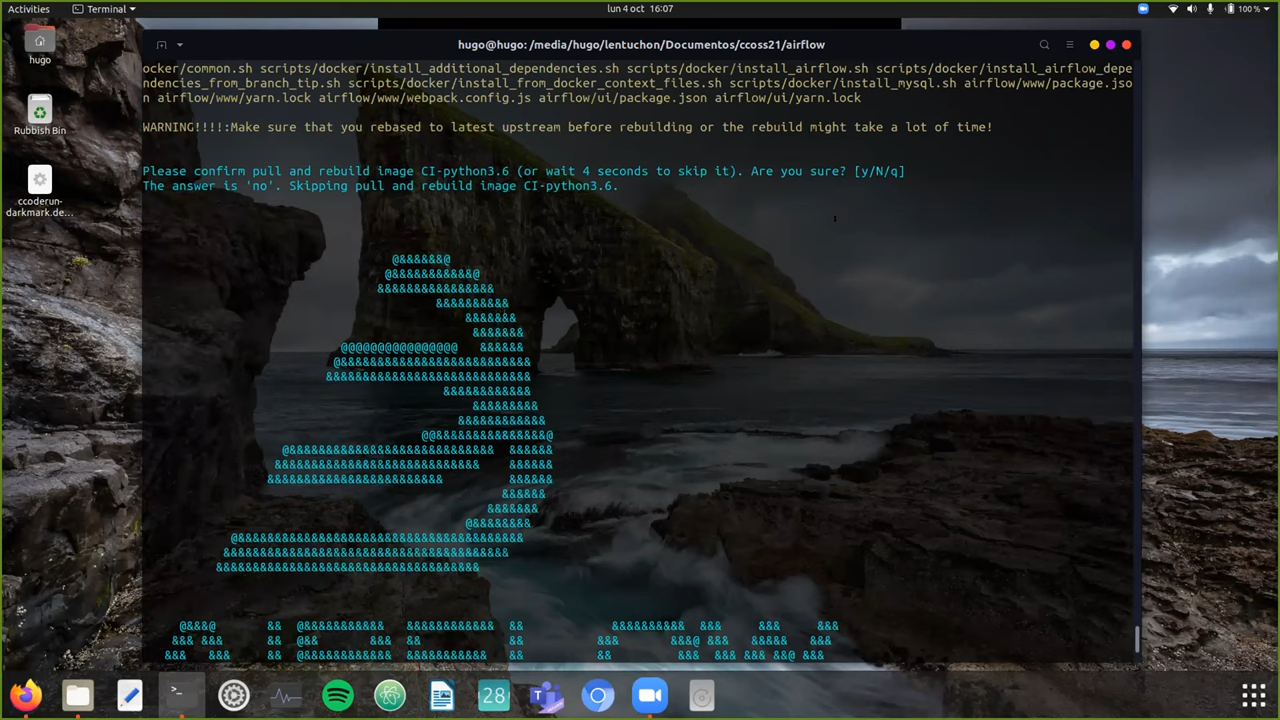 Activities
Terminal
lun 4 oct 16:07
100 %
hugo
Rubbish Bin
ccoderun-
darkmark.de...
hugo@hugo: /media/hugo/lentuchon/Documentos/ccoss21/airflow
ocker/common.sh scripts/docker/install_additional_dependencies.sh scripts/docker/install_airflow.sh scripts/docker/install_airflow_depe
ndencies_from_branch_tip.sh scripts/docker/install_from_docker_context_files.sh scripts/docker/install_mysql.sh airflow/www/package.jso
n airflow/www/yarn.lock airflow/www/webpack.config.js airflow/ui/package.json airflow/ui/yarn.lock
WARNING!!!!:Make sure that you rebased to latest upstream before rebuilding or the rebuild might take a lot of time!
Please confirm pull and rebuild image CI-python3.6 (or wait 4 seconds to skip it). Are you sure? [y/N/q]
The answer is 'no'. Skipping pull and rebuild image CI-python3.6.
28